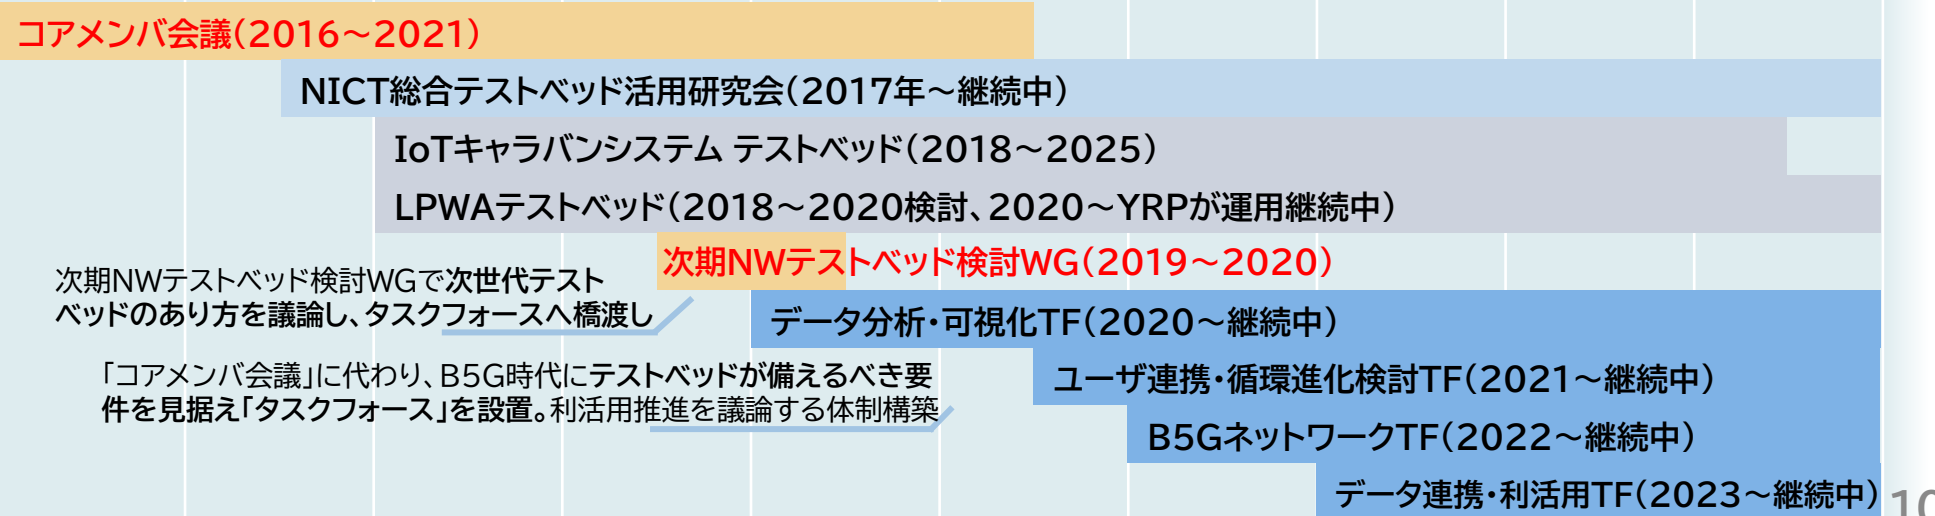 コアメンバ会議(2016～2021)
NICT総合テストベッド活用研究会(2017年～継続中)
IoTキャラバンシステム テストベッド(2018～2025)
LPWAテストベッド(2018～2020検討、2020～YRPが運用継続中)
次期NWテストベッド検討WG(2019～2020)
次期NWテストベッド検討WGで次世代テスト
ベッドのあり方を議論し、タスクフォースへ橋渡し
データ分析・可視化TF(2020～継続中)
「コアメンバ会議」に代わり、B5G時代にテストベッドが備えるべき要
件を見据え「タスクフォース」を設置。利活用推進を議論する体制構築
ユーザ連携・循環進化検討TF(2021～継続中)
B5GネットワークTF(2022～継続中)
データ連携・利活用TF(2023～継続中)